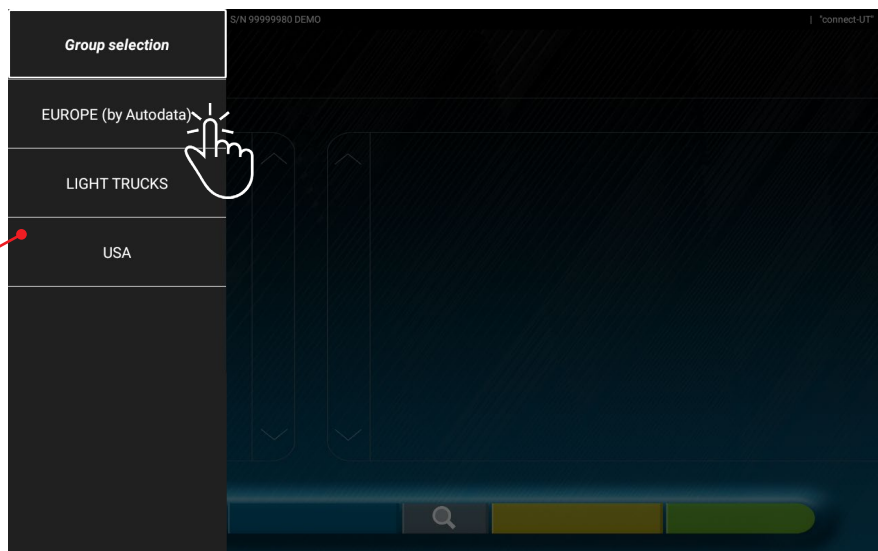 S/N 99999980 DEMO | "connect-UT"
Group selection
EUROPE (by Autodata)
LIGHT TRUCKS
USA